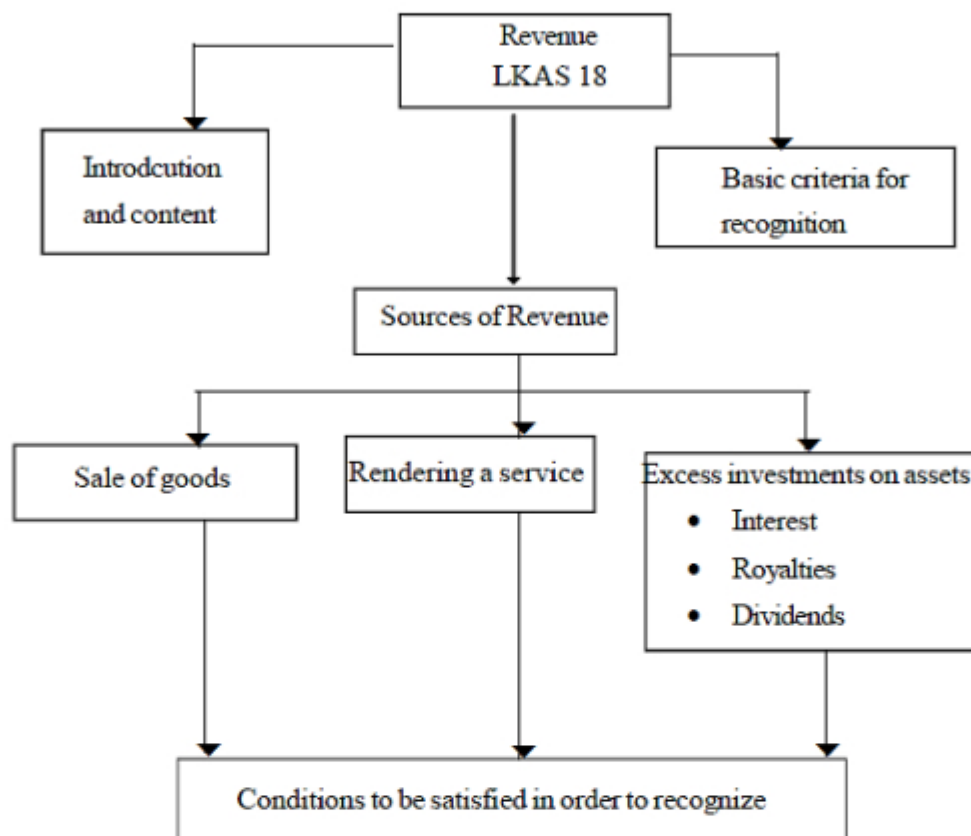 Revenue
LKAS 18
Introdcution
and content
Basic criteria for
recognition
Sources of Revenue
Sale of goods
Rendering a service
Excess investments on assets
• Interest
• Royalties
• Dividends
Conditions to be satisfied in order to recognize